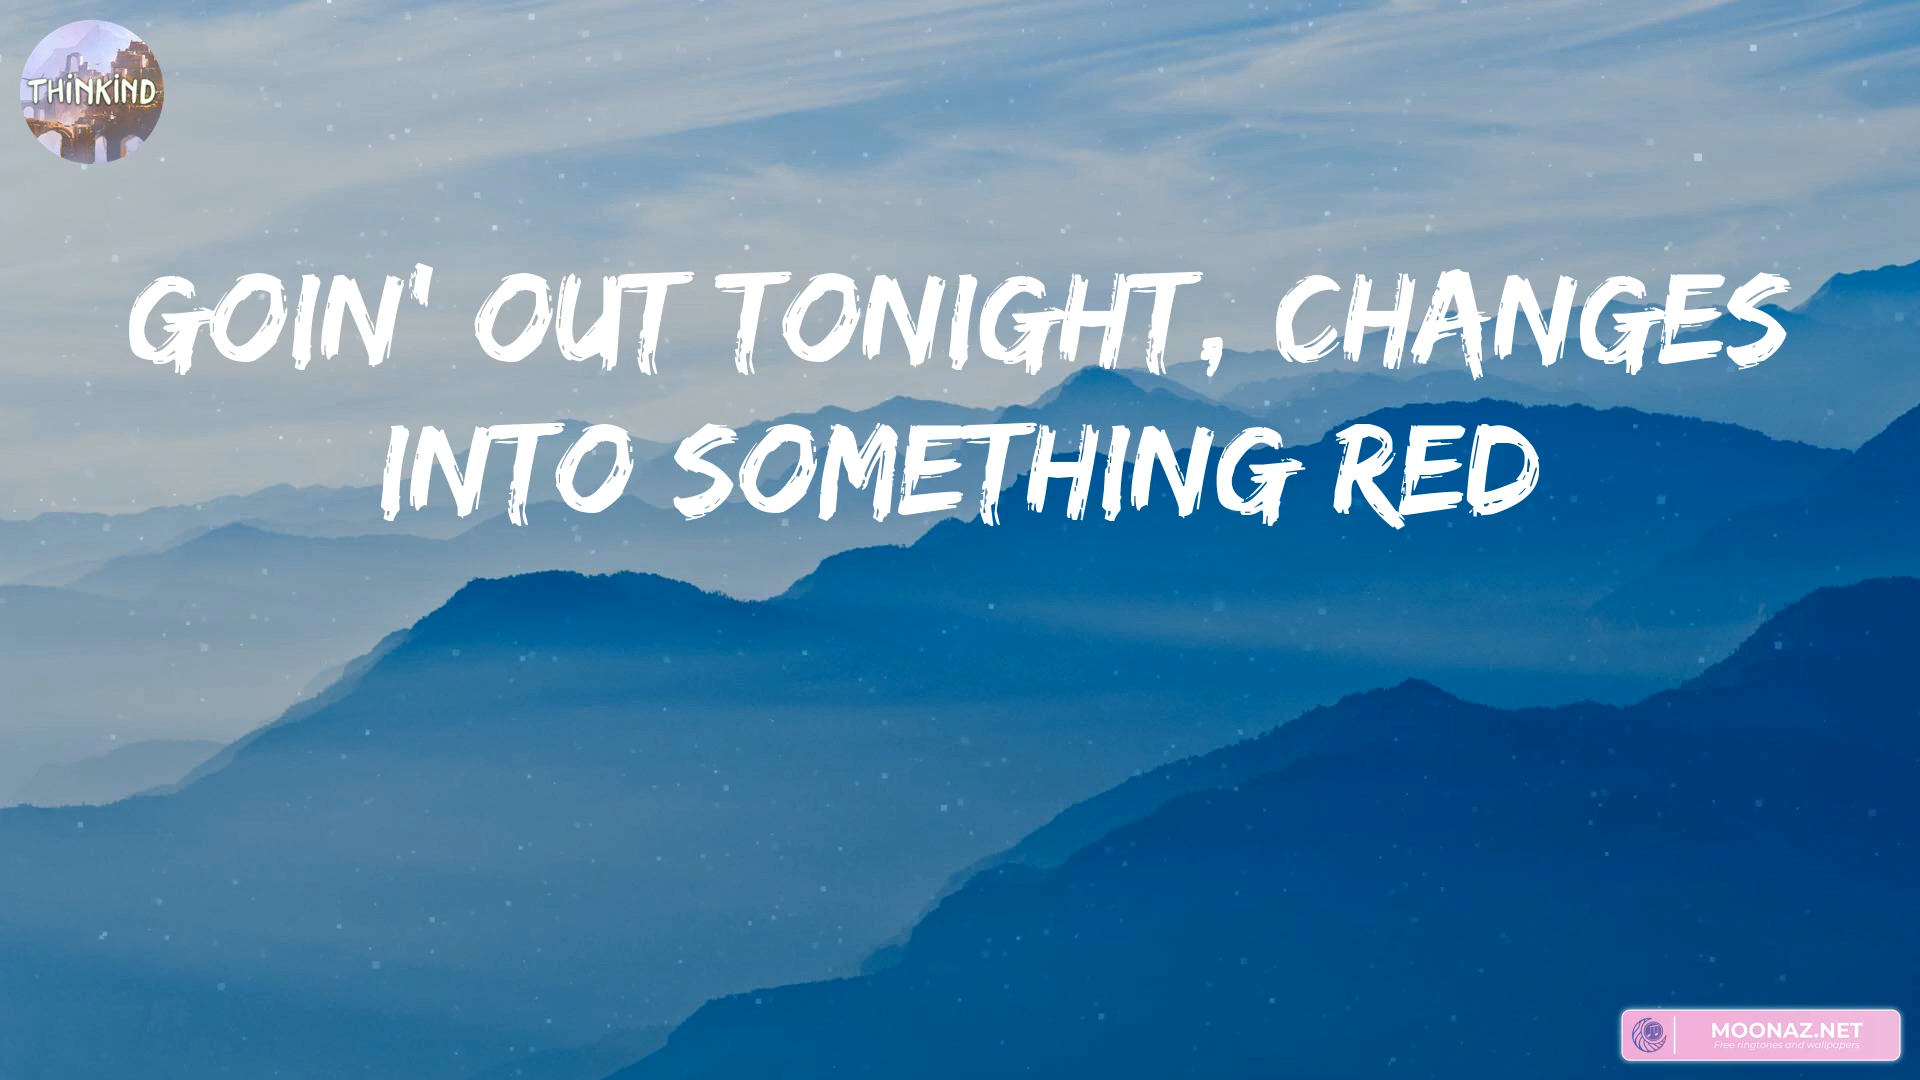 THINKIND
GOIN' OUT TONIGHT, CHANGES
INTO SOMETHING RED
MOONAZ.NET
Free ringtones and wallpapers